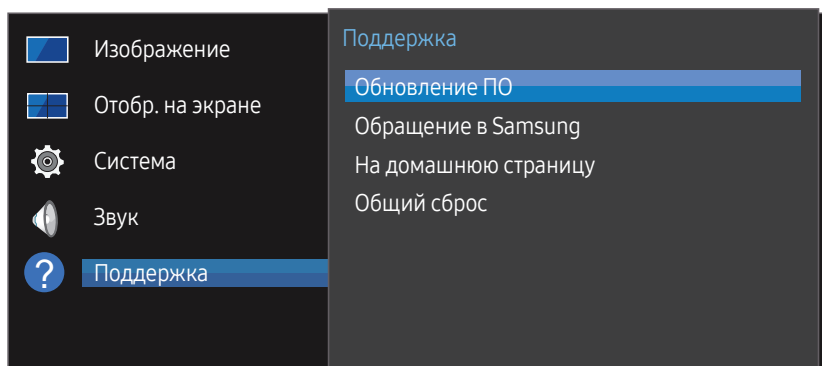 Изображение
Отобр. на экране
Система
Звук
? Поддержка
Поддержка
Обновление ПО
Обращение в Samsung
На домашнюю страницу
Общий сброс